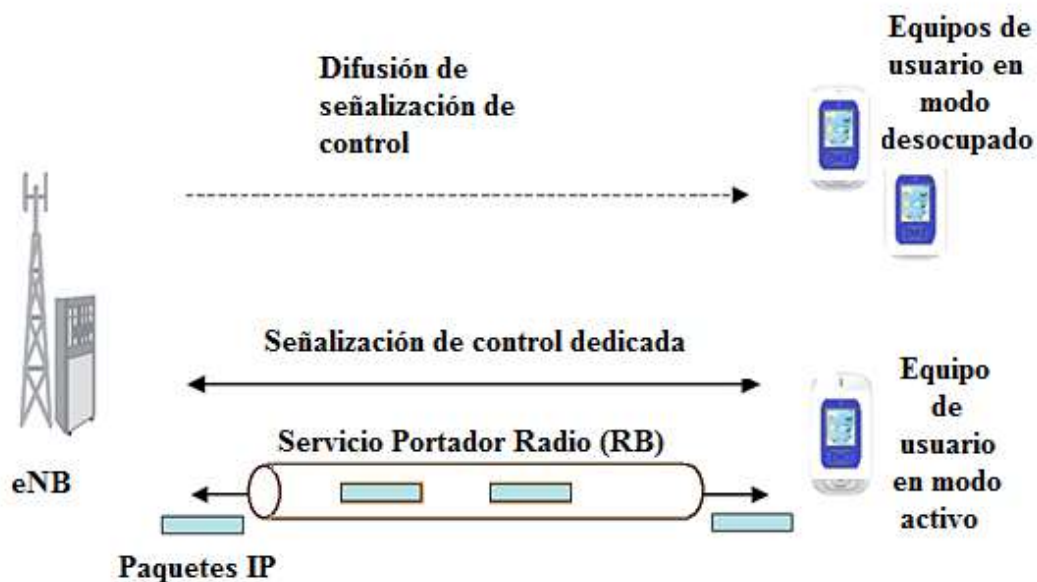 Difusión de
señalización de
control
Equipos de
usuario en
modo
desocupado
Señalización de control dedicada
Servicio Portador Radio (RB)
eNB
Paquetes IP
Equipo
de
usuario
en modo
activo